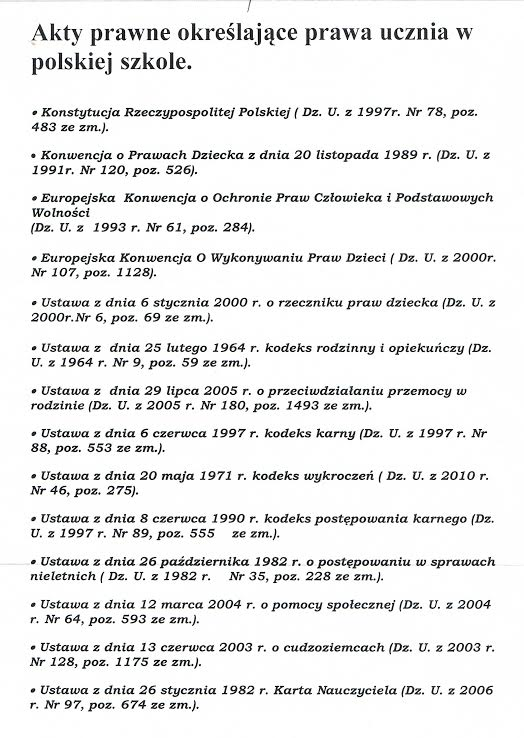 Akty prawne określające prawa ucznia w
polskiej szkole.
• Konstytucja Rzeczypospolitej Polskiej ( Dz. U. z 1997r. Nr 78, poz.
483 ze zm.).
• Konwencja o Prawach Dziecka z dnia 20 listopada 1989 r. (Dz. U. z
1991r. Nr 120, poz. 526).
• Europejska Konwencja o Ochronie Praw Człowieka i Podstawowych
Wolności
(Dz. U. z 1993 r. Nr 61, poz. 284).
• Europejska Konwencja O Wykonywaniu Praw Dzieci ( Dz. U. z 2000r.
Nr 107, poz. 1128).
• Ustawa z dnia 6 stycznia 2000 r. o rzeczniku praw dziecka (Dz. U. z
2000r.Nr 6, poz. 69 ze zm.).
• Ustawa z dnia 25 lutego 1964 r. kodeks rodzinny i opiekuńczy (Dz.
U. z 1964 r. Nr 9, poz. 59 ze zm.).
• Ustawa z dnia 29 lipca 2005 r. o przeciwdziałaniu przemocy w
rodzinie (Dz. U. z 2005 r. Nr 180, poz. 1493 ze zm.).
• Ustawa z dnia 6 czerwca 1997 r. kodeks karny (Dz. U. z 1997 r. Nr
88, poz. 553 ze zm.).
• Ustawa z dnia 20 maja 1971 r. kodeks wykroczeń ( Dz. U. z 2010 r.
Nr 46, poz. 275).
• Ustawa z dnia 8 czerwca 1990 r. kodeks postępowania karnego (Dz.
U. z 1997 r. Nr 89, poz. 555 ze zm.).
• Ustawa z dnia 26 października 1982 r. o postępowaniu w sprawach
nieletnich ( Dz. U. z 1982 r. Nr 35, poz. 228 ze zm.).
• Ustawa z dnia 12 marca 2004 r. o pomocy społecznej (Dz. U. z 2004
r. Nr 64, poz. 593 ze zm.).
• Ustawa z dnia 13 czerwca 2003 r. o cudzoziemcach (Dz. U. z 2003 r.
Nr 128, poz. 1175 ze zm.).
• Ustawa z dnia 26 stycznia 1982 r. Karta Nauczyciela (Dz. U. z 2006
r. Nr 97, poz. 674 ze zm.).